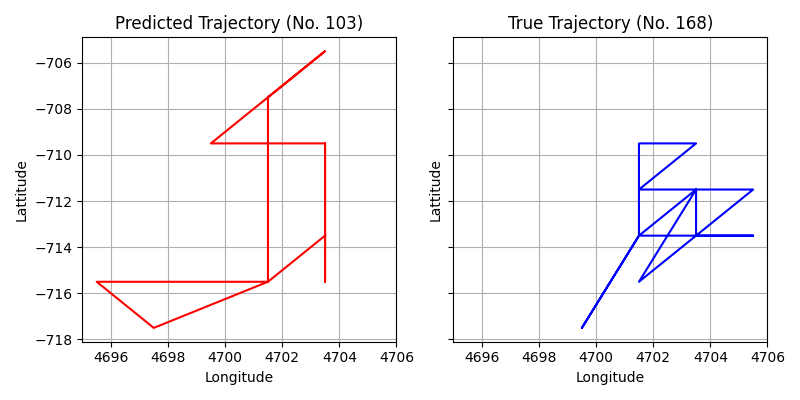 Predicted Trajectory (No. 103)
True Trajectory (No. 168)
Lattitude
−706
−708
−710
−712
−714
−716
−718
4696 4698 4700 4702 4704 4706
Longitude
Lattitude
4696 4698 4700 4702 4704 4706
Longitude